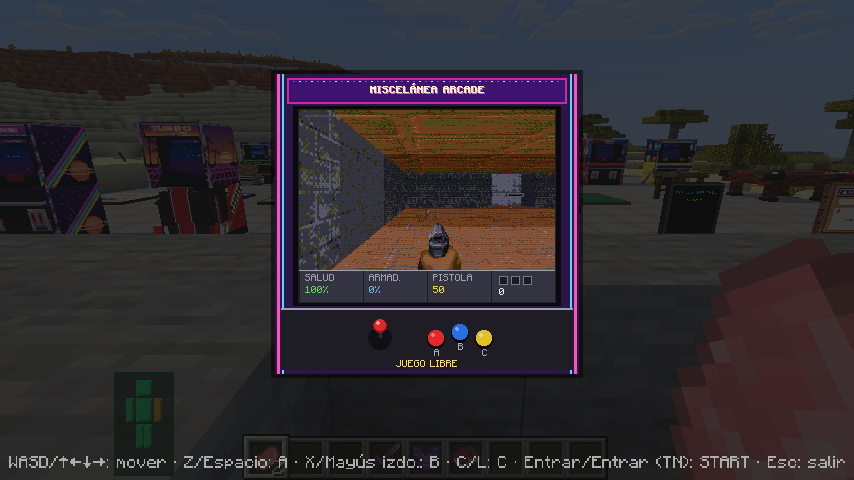 MISCELÁNEA ARCADE
TURBO
SALUD
100%
ARMAD.
0%
PISTOLA
50
0
A
B
C
JUEGO LIBRE
WASD/↑←↓→: mover · Z/Espacio: A · X/Mayús izdo.: B · C/L: C · Entrar/Entrar (TN): START · Esc: salir